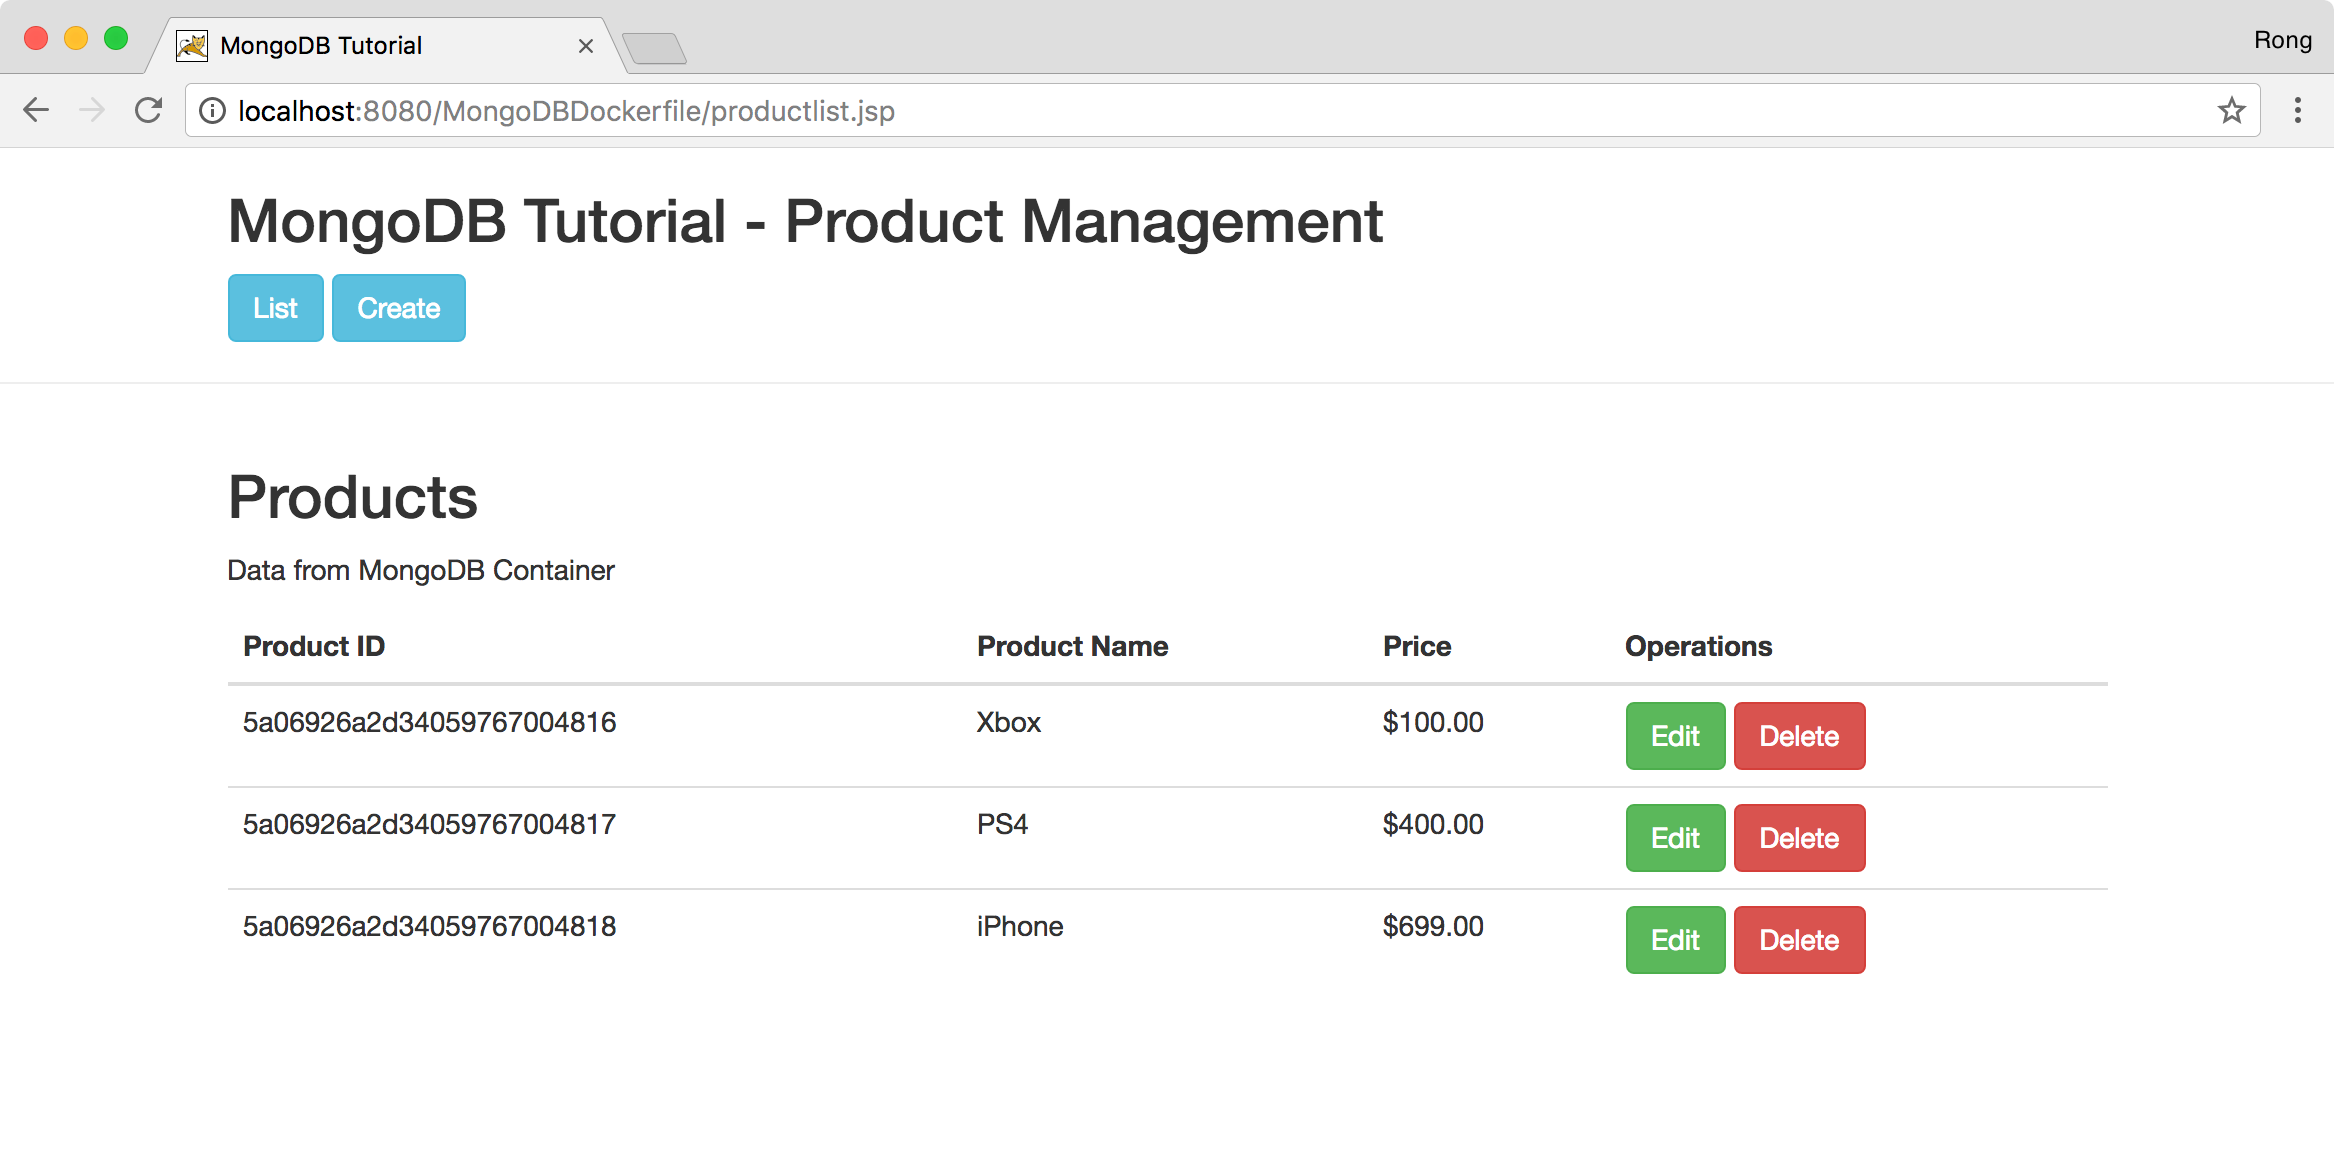 MongoDB Tutorial
Rong
localhost:8080/MongoDBDockerfile/productlist.jsp
MongoDB Tutorial - Product Management
List Create
Products
Data from MongoDB Container
Product ID Product Name Price Operations
5a06926a2d34059767004816 Xbox $100.00 Edit Delete
5a06926a2d34059767004817 PS4 $400.00 Edit Delete
5a06926a2d34059767004818 iPhone $699.00 Edit Delete